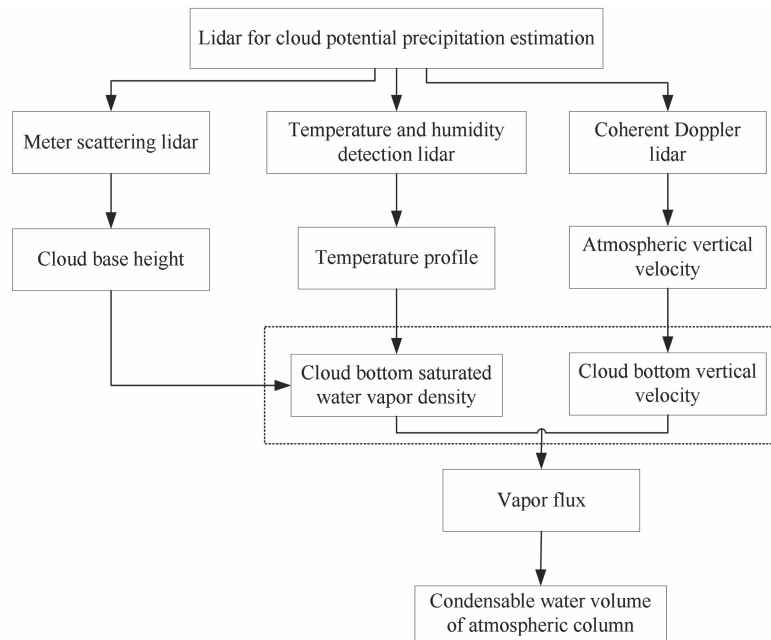 Lidar for cloud potential precipitation estimation
Meter scattering lidar
Temperature and humidity
detection lidar
Coherent Doppler
lidar
Cloud base height
Temperature profile
Atmospheric vertical
velocity
Cloud bottom saturated
water vapor density
Cloud bottom vertical
velocity
Vapor flux
Condensable water volume
of atmospheric column